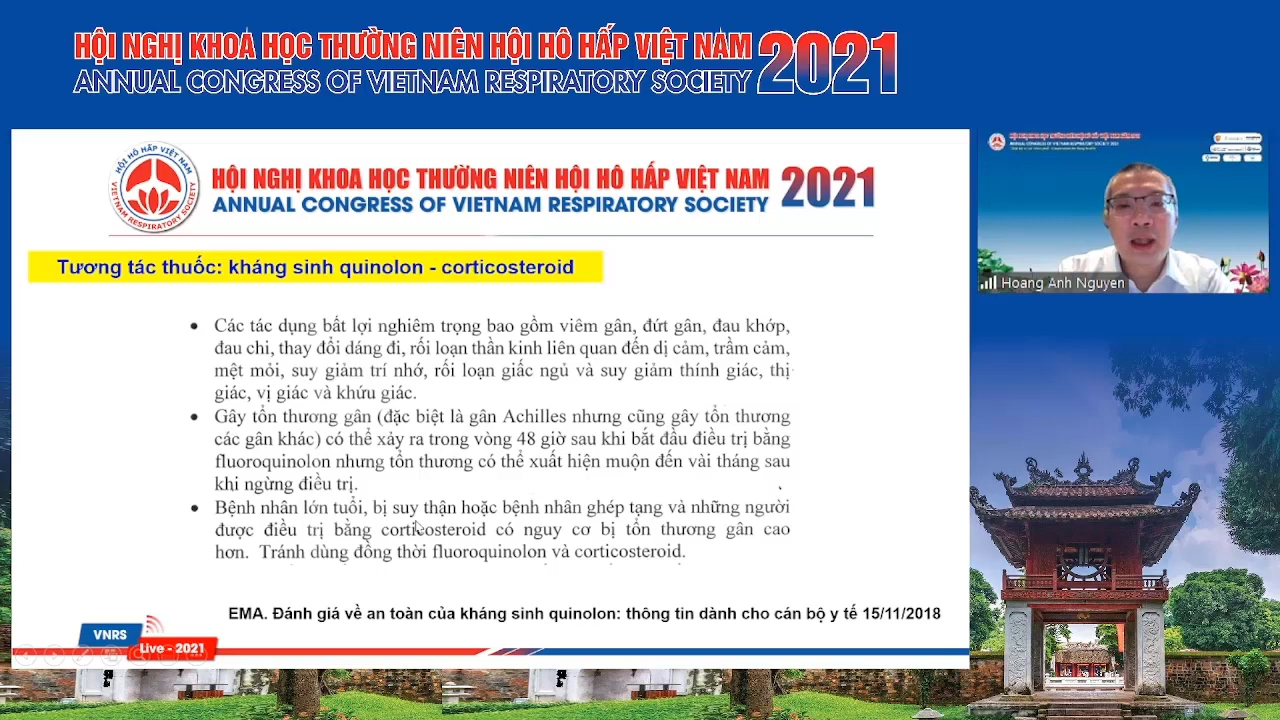 HỘI NGHỊ KHOA HỌC THƯỜNG NIÊN HỘI HÔ HẤP VIỆT NAM 2021
ANNUAL CONGRESS OF VIETNAM RESPIRATORY SOCIETY
HỘI HÔ HẤP VIỆT NAM
VIETNAM RESPIRATORY SOCIETY
HỘI NGHỊ KHOA HỌC THƯỜNG NIÊN HỘI HÔ HẤP VIỆT NAM 2021
ANNUAL CONGRESS OF VIETNAM RESPIRATORY SOCIETY
Tương tác thuốc: kháng sinh quinolon - corticosteroid
• Các tác dụng bất lợi nghiêm trọng bao gồm viêm gân, đứt gân, đau khớp,
đau chi, thay đổi dáng đi, rối loạn thần kinh liên quan đến dị cảm, trầm cảm,
mệt mỏi, suy giảm trí nhớ, rối loạn giấc ngủ và suy giảm thính giác, thị
giác, vị giác và khứu giác.
• Gây tổn thương gân (đặc biệt là gân Achilles nhưng cũng gây tổn thương
các gân khác) có thể xảy ra trong vòng 48 giờ sau khi bắt đầu điều trị bằng
fluoroquinolon nhưng tổn thương có thể xuất hiện muộn đến vài tháng sau
khi ngừng điều trị.
• Bệnh nhân lớn tuổi, bị suy thận hoặc bệnh nhân ghép tạng và những người
được điều trị bằng corticosteroid có nguy cơ bị tổn thương gân cao
hơn. Tránh dùng đồng thời fluoroquinolon và corticosteroid.
EMA. Đánh giá về an toàn của kháng sinh quinolon: thông tin dành cho cán bộ y tế 15/11/2018
VNRS
Live - 2021
Hoang Anh Nguyen